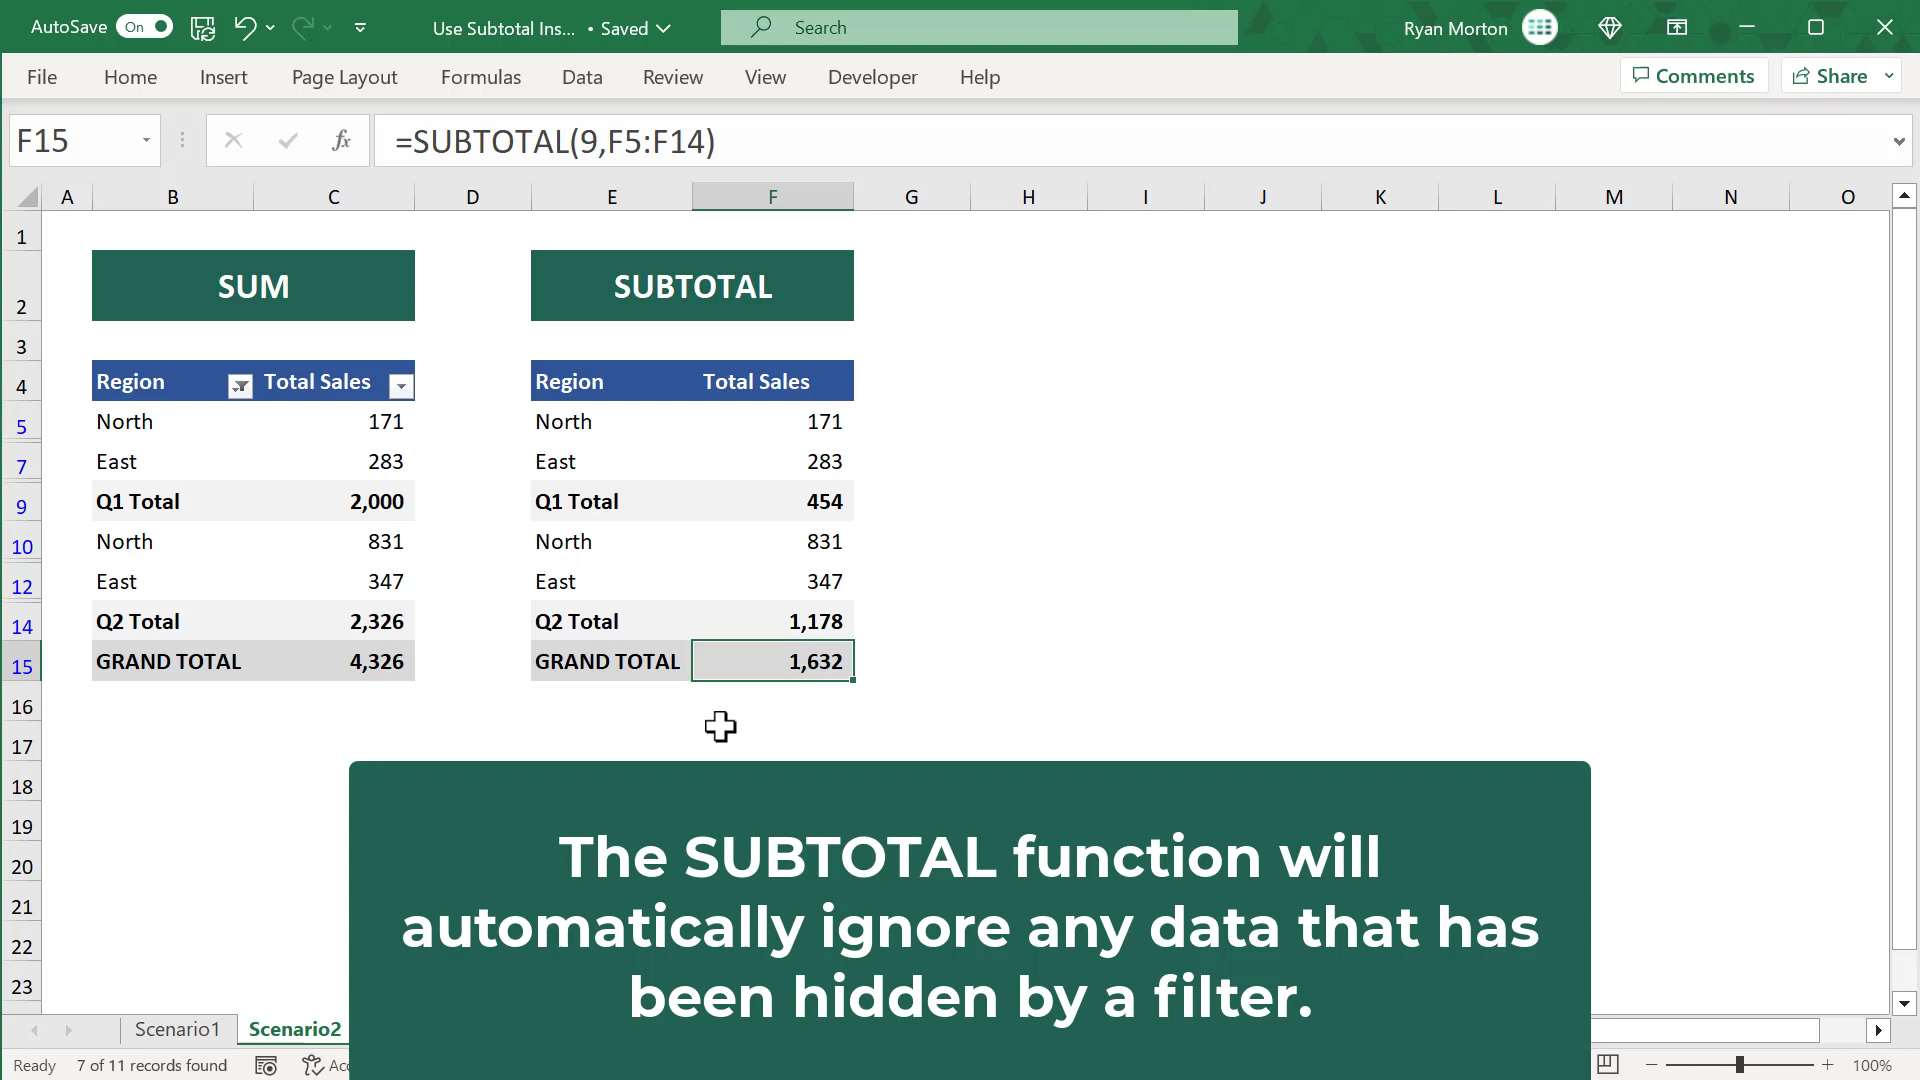 AutoSave On Use Subtotal Ins... • Saved Search Ryan Morton
File Home Insert Page Layout Formulas Data Review View Developer Help Comments Share
F15 fx =SUBTOTAL(9,F5:F14)
A B C D E F G H I J K L M N O
1
2 SUM SUBTOTAL
3
4 Region Total Sales Region Total Sales
5 North 171 North 171
7 East 283 East 283
9 Q1 Total 2,000 Q1 Total 454
10 North 831 North 831
12 East 347 East 347
14 Q2 Total 2,326 Q2 Total 1,178
15 GRAND TOTAL 4,326 GRAND TOTAL 1,632
16
17
18
19
20
21
22
23
The SUBTOTAL function will
automatically ignore any data that has
been hidden by a filter.
Scenario1 Scenario2
Ready 7 of 11 records found Acc 100%